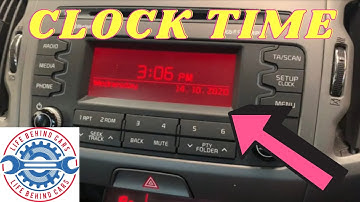 CLOCK TIME
RADIO
MEDIA
PHONE
3:06 PM
14.10.2020
TA/SCAN
SETUP
CLOCK
MENU
1 RPT
2 RDM
3
4
5
6
SEEK
TRACK
BACK
MUTE
PTY
FOLDER
LIFE BEHIND CARS
LIFE BEHIND CARS